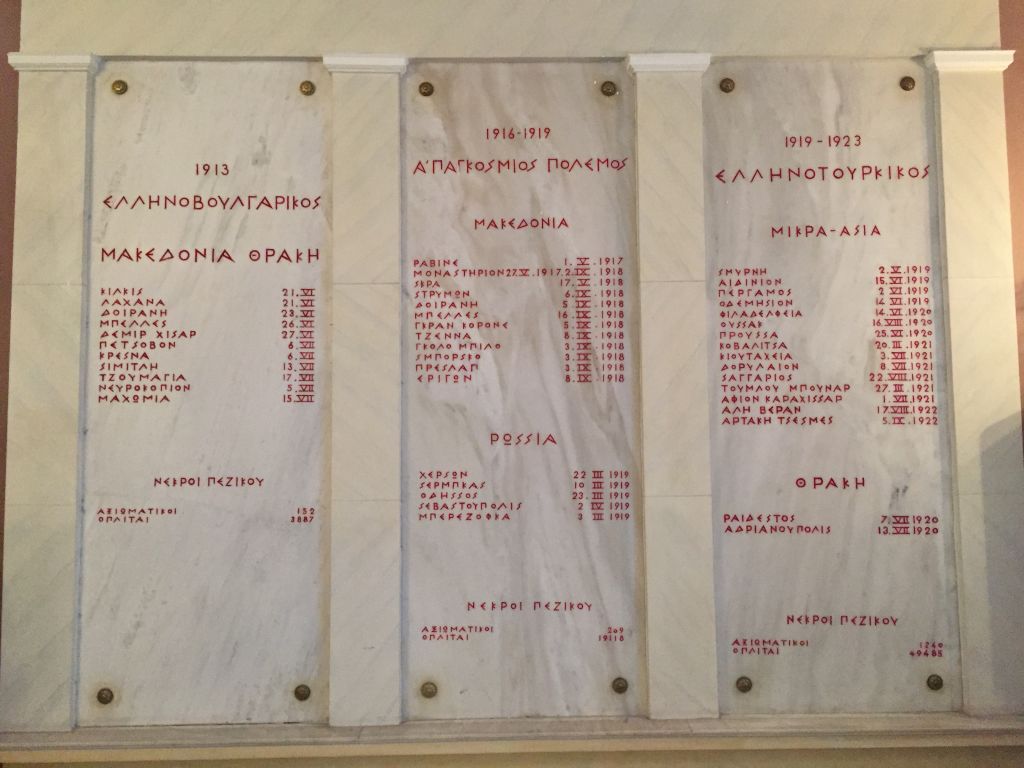 1913
ΕΛΛΗΝΟΒΟΥΛΓΑΡΙΚΟΣ
ΜΑΚΕΔΟΝΙΑ ΘΡΑΚΗ
ΚΙΛΚΙΣ 21.VI
ΛΑΧΑΝΑ 21.VI
ΔΟΙΡΑΝΗ 23.VI
ΜΠΕΛΛΕΣ 26.VI
ΔΕΜΙΡ ΧΙΣΑΡ 27.VI
ΠΕΤΣΟΒΟΝ 6.VII
ΚΡΕΣΝΑ 6.VII
ΣΙΜΙΤΛΗ 13.VII
ΤΖΟΥΜΑΓΙΑ 17.VII
ΝΕΥΡΟΚΟΠΙΟΝ 5.VII
ΜΑΧΩΜΙΑ 15.VII
ΝΕΚΡΟΙ ΠΕΖΙΚΟΥ
ΑΞΙΩΜΑΤΙΚΟΙ 152
ΟΠΛΙΤΑΙ 3887
1916-1919
Α' ΠΑΓΚΟΣΜΙΟΣ ΠΟΛΕΜΟΣ
ΜΑΚΕΔΟΝΙΑ
ΡΑΒΙΝΕ 1.V.1917
ΜΟΝΑΣΤΗΡΙΟΝ 27.V.1917.2.IX.1918
ΣΚΡΑ 17.V.1918
ΣΤΡΥΜΩΝ 6.IX.1918
ΔΟΙΡΑΝΗ 5.IX.1918
ΜΠΕΛΛΕΣ 16.IX.1918
ΓΚΡΑΝ ΚΟΡΟΝΕ 5.IX.1918
ΤΖΕΝΝΑ 8.IX.1918
ΓΚΟΛΟ ΜΠΙΛΟ 3.IX.1918
ΣΜΠΟΡΣΚΟ 3.IX.1918
ΠΡΕΣΛΑΠ 3.IX.1918
ΕΡΙΓΩΝ 8.IX.1918
ΡΩΣΣΙΑ
ΧΕΡΣΩΝ 22 III 1919
ΣΕΡΜΠΚΑΣ 10 III 1919
ΟΔΗΣΣΟΣ 23 III 1919
ΣΕΒΑΣΤΟΥΠΟΛΙΣ 2 IV 1919
ΜΠΕΡΕΖΟΦΚΑ 3 III 1919
ΝΕΚΡΟΙ ΠΕΖΙΚΟΥ
ΑΞΙΩΜΑΤΙΚΟΙ 209
ΟΠΛΙΤΑΙ 19118
1919-1923
ΕΛΛΗΝΟΤΟΥΡΚΙΚΟΣ
ΜΙΚΡΑ-ΑΣΙΑ
ΣΜΥΡΝΗ 2.V.1919
ΑΙΔΙΝΙΟΝ 15.VI.1919
ΠΕΡΓΑΜΟΣ 2.VI.1919
ΟΔΕΜΗΣΙΟΝ 14.VI.1919
ΦΙΛΑΔΕΛΦΕΙΑ 14.VI.1920
ΟΥΣΣΑΚ 16.VIII.1920
ΠΡΟΥΣΣΑ 25.VI.1920
ΚΟΒΑΛΙΤΣΑ 20.III.1921
ΚΙΟΥΤΑΧΕΙΑ 3.VII.1921
ΔΟΡΥΛΑΙΟΝ 8.VII.1921
ΣΑΓΓΑΡΙΟΣ 22.VIII.1921
ΤΟΥΜΛΟΥ ΜΠΟΥΝΑΡ 27.III.1921
ΑΦΙΟΝ ΚΑΡΑΧΙΣΣΑΡ 1.VII.1921
ΑΛΗ ΒΕΡΑΝ 17.VIII.1922
ΑΡΤΑΚΗ ΤΣΕΣΜΕΣ 5.IX.1922
ΘΡΑΚΗ
ΡΑΙΔΕΣΤΟΣ 7.VII 1920
ΑΔΡΙΑΝΟΥΠΟΛΙΣ 13.VII 1920
ΝΕΚΡΟΙ ΠΕΖΙΚΟΥ
ΑΞΙΩΜΑΤΙΚΟΙ 1240
ΟΠΛΙΤΑΙ 49485